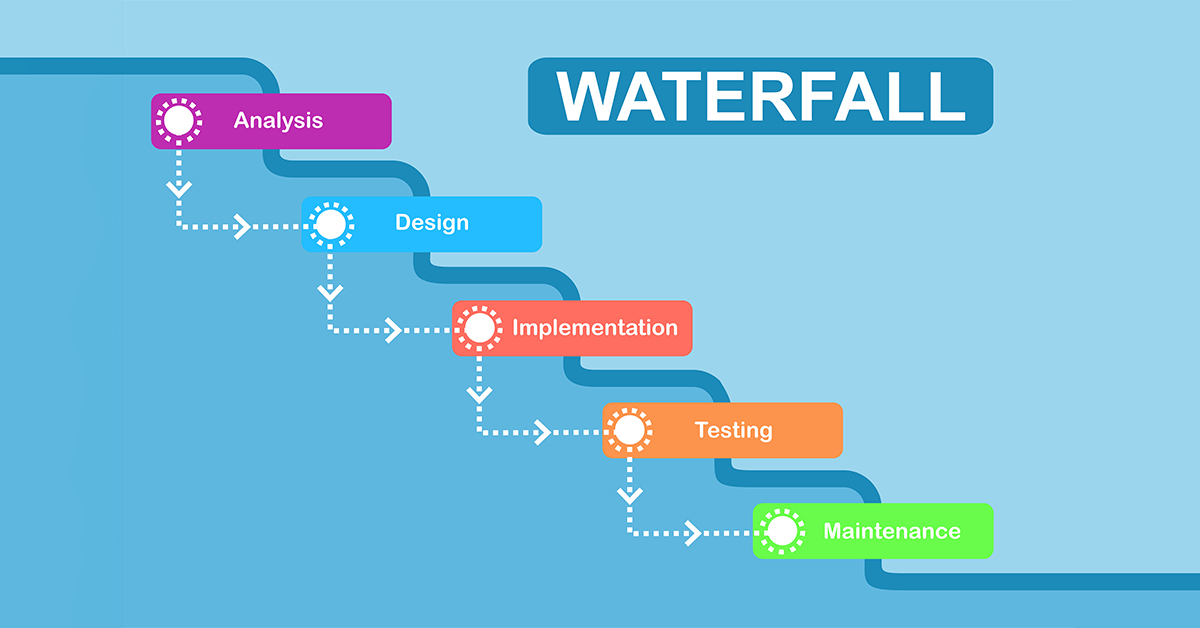 WATERFALL
Analysis
Design
Implementation
Testing
Maintenance